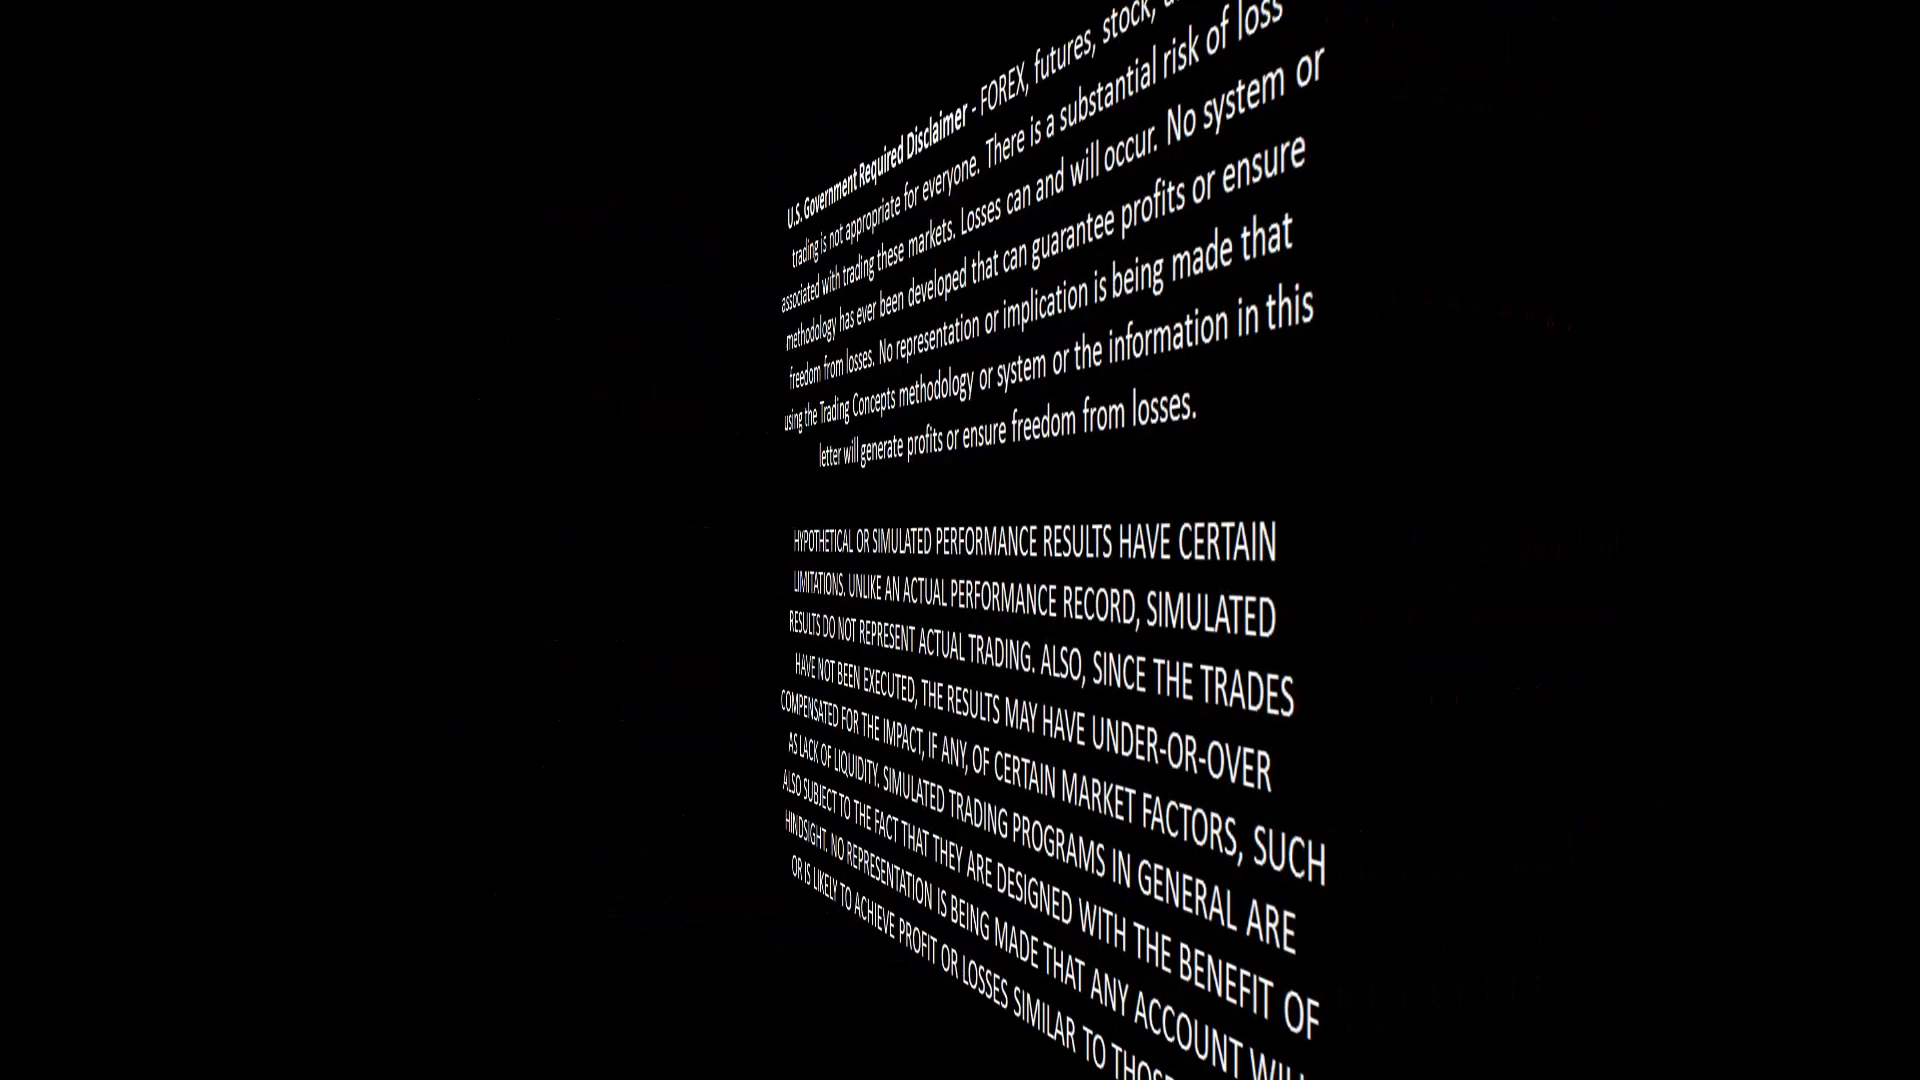 U.S. Government Required Disclaimer - FOREX, futures, stock,
trading is not appropriate for everyone. There is a substantial risk of loss
associated with trading these markets. Losses can and will occur. No system or
methodology has ever been developed that can guarantee profits or ensure
freedom from losses. No representation or implication is being made that
using the Trading Concepts methodology or system or the information in this
letter will generate profits or ensure freedom from losses.
HYPOTHETICAL OR SIMULATED PERFORMANCE RESULTS HAVE CERTAIN
LIMITATIONS. UNLIKE AN ACTUAL PERFORMANCE RECORD, SIMULATED
RESULTS DO NOT REPRESENT ACTUAL TRADING. ALSO, SINCE THE TRADES
HAVE NOT BEEN EXECUTED, THE RESULTS MAY HAVE UNDER-OR-OVER
COMPENSATED FOR THE IMPACT, IF ANY, OF CERTAIN MARKET FACTORS, SUCH
AS LACK OF LIQUIDITY. SIMULATED TRADING PROGRAMS IN GENERAL ARE
ALSO SUBJECT TO THE FACT THAT THEY ARE DESIGNED WITH THE BENEFIT OF
HINDSIGHT. NO REPRESENTATION IS BEING MADE THAT ANY ACCOUNT WILL
OR IS LIKELY TO ACHIEVE PROFIT OR LOSSES SIMILAR TO THOSE